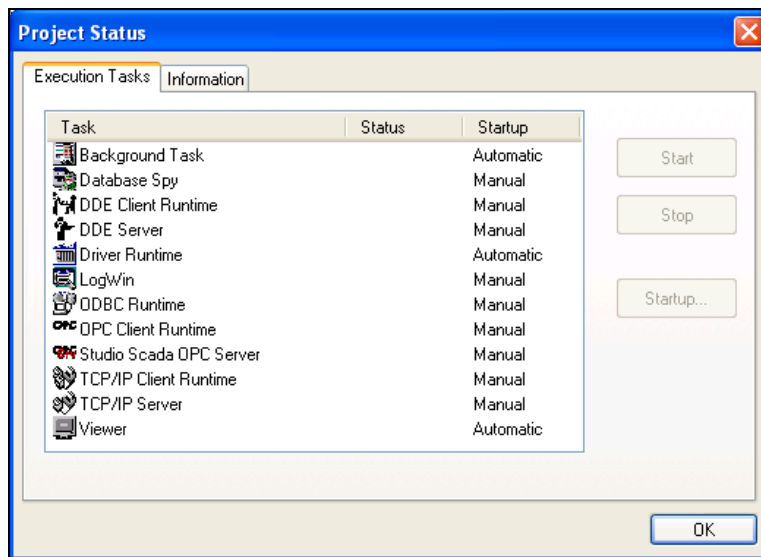 Project Status
Execution Tasks Information
Task Status Startup
Background Task Automatic
Database Spy Manual
DDE Client Runtime Manual
DDE Server Manual
Driver Runtime Automatic
LogWin Manual
ODBC Runtime Manual
OPC Client Runtime Manual
Studio Scada OPC Server Manual
TCP/IP Client Runtime Manual
TCP/IP Server Manual
Viewer Automatic
Start
Stop
Startup...
OK